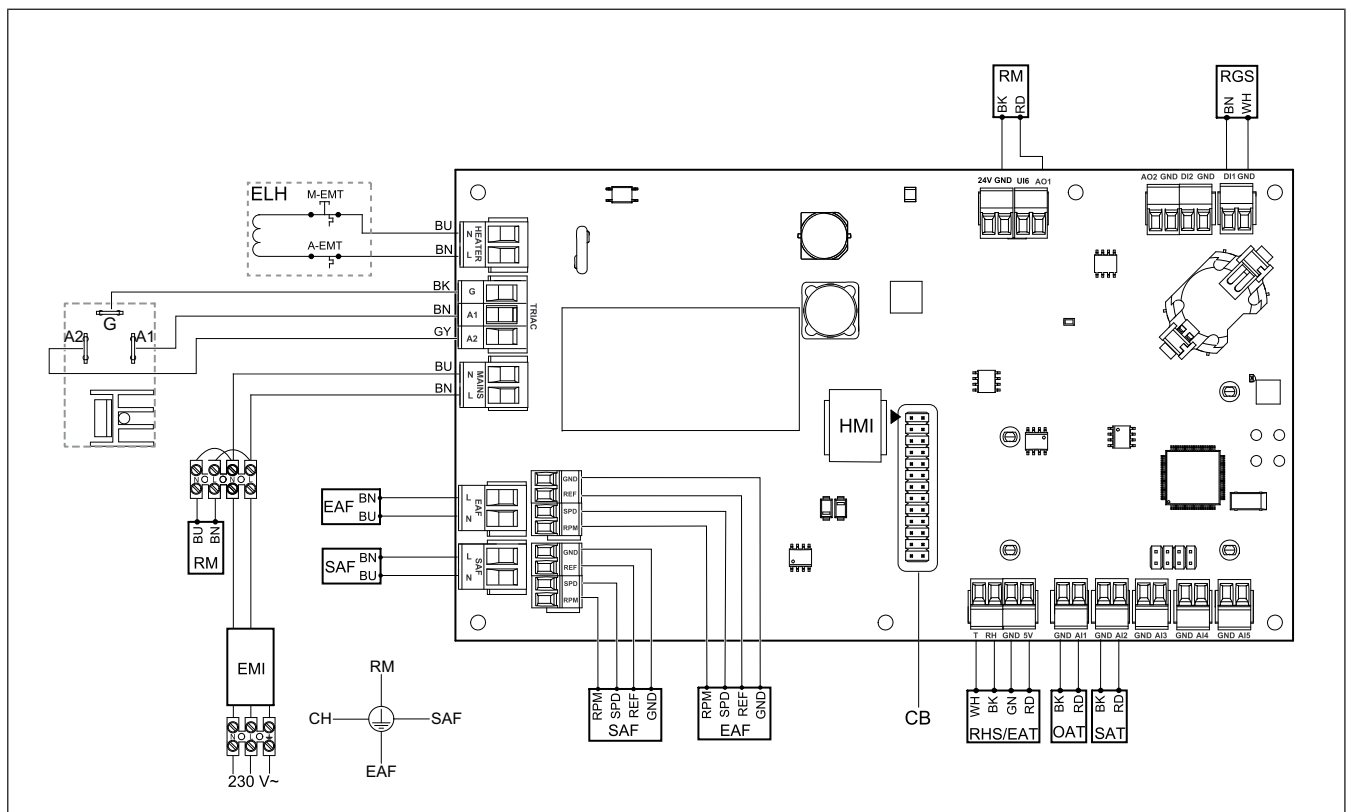 RM
BK RD
RGS
BN WH
24V GND UI6 AO1
AO2 GND DI2 GND DI1 GND
ELH
M-EMT
A-EMT
BU
N
BN
L
HEATER
BK
G
BN
A1
GY
A2
TRIAC
G
A2 A1
BU
N
BN
L
MAINS
HMI
N L N L
BU BN
RM
EAF
BN
BU
L
N
EAF
GND
REF
SPD
RPM
SAF
BN
BU
L
N
SAF
GND
REF
SPD
RPM
EMI
N L
230 V~
RM
CH SAF
EAF
RPM SPD REF GND
SAF
RPM SPD REF GND
EAF
CB
T RH GND 5V GND AI1 GND AI2 GND AI3 GND AI4 GND AI5
WH BK GN RD
RHS/EAT
BK RD
OAT
BK RD
SAT